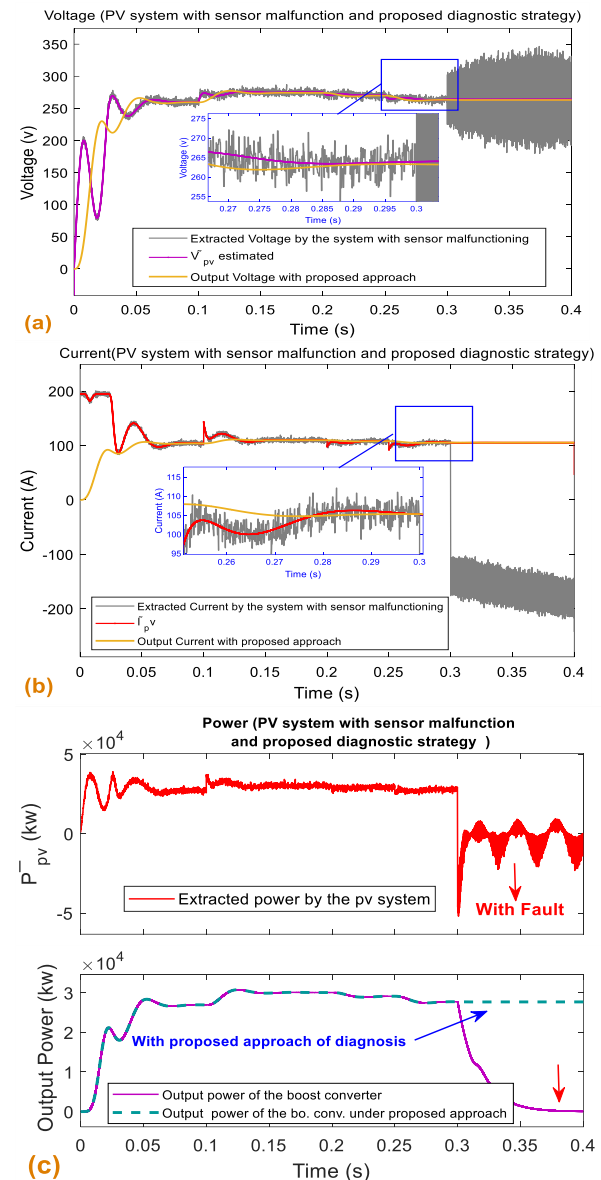 Voltage (PV system with sensor malfunction and proposed diagnostic strategy)
350
300
250
200
150
100
50
0
Voltage (v)
275
270
265
260
255
Voltage (v)
0.27 0.275 0.28 0.285 0.29 0.295 0.3
Time (s)
Extracted Voltage by the system with sensor malfunctioning
V¯pv estimated
Output Voltage with proposed approach
0 0.05 0.1 0.15 0.2 0.25 0.3 0.35 0.4
Time (s)
(a)
Current(PV system with sensor malfunction and proposed diagnostic strategy)
200
100
0
-100
-200
Current (A)
115
110
105
100
95
Current (A)
0.26 0.27 0.28 0.29 0.3
Time (s)
Extracted Current by the system with sensor malfunctioning
I¯pv
Output Current with proposed approach
0 0.05 0.1 0.15 0.2 0.25 0.3 0.35 0.4
Time (s)
(b)
Power (PV system with sensor malfunction
and proposed diagnostic strategy )
×10⁴
5
0
-5
P¯pv (kw)
Extracted power by the pv system
With Fault
×10⁴
3
2
1
0
Output Power (kw)
With proposed approach of diagnosis
Output power of the boost converter
Output power of the bo. conv. under proposed approach
0 0.05 0.1 0.15 0.2 0.25 0.3 0.35 0.4
Time (s)
(c)